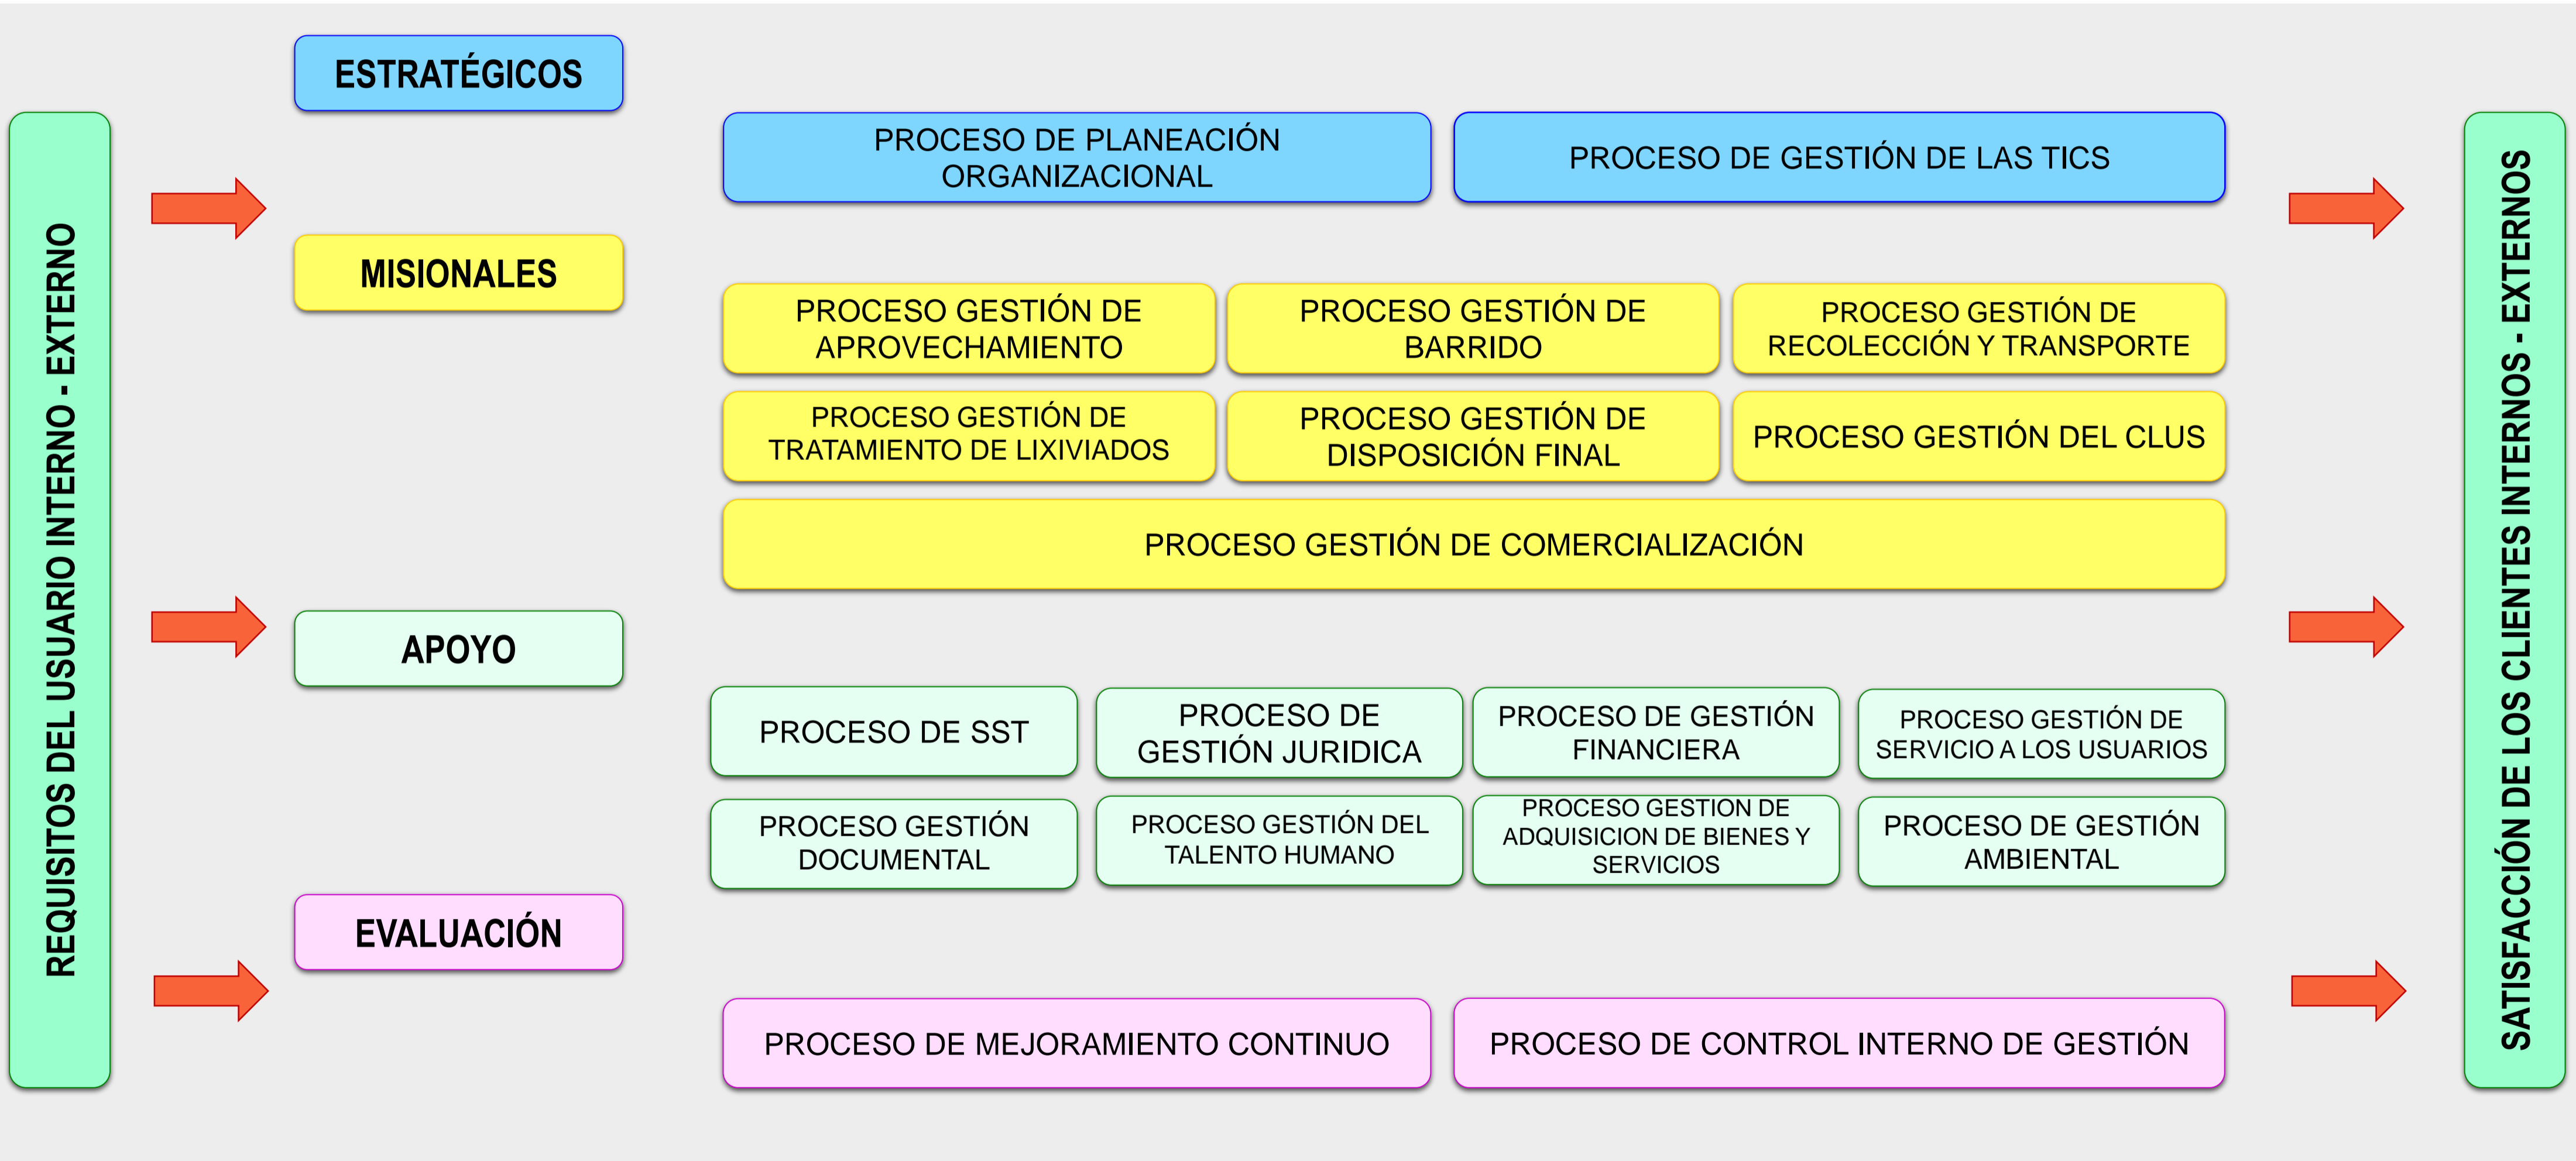 REQUISITOS DEL USUARIO INTERNO - EXTERNO
ESTRATÉGICOS
PROCESO DE PLANEACIÓN
ORGANIZACIONAL
PROCESO DE GESTIÓN DE LAS TICS
MISIONALES
PROCESO GESTIÓN DE
APROVECHAMIENTO
PROCESO GESTIÓN DE
BARRIDO
PROCESO GESTIÓN DE
RECOLECCIÓN Y TRANSPORTE
PROCESO GESTIÓN DE
TRATAMIENTO DE LIXIVIADOS
PROCESO GESTIÓN DE
DISPOSICIÓN FINAL
PROCESO GESTIÓN DEL CLUS
PROCESO GESTIÓN DE COMERCIALIZACIÓN
APOYO
PROCESO DE SST
PROCESO DE
GESTIÓN JURIDICA
PROCESO DE GESTIÓN
FINANCIERA
PROCESO GESTIÓN DE
SERVICIO A LOS USUARIOS
PROCESO GESTIÓN
DOCUMENTAL
PROCESO GESTIÓN DEL
TALENTO HUMANO
PROCESO GESTION DE
ADQUISICION DE BIENES Y
SERVICIOS
PROCESO DE GESTIÓN
AMBIENTAL
EVALUACIÓN
PROCESO DE MEJORAMIENTO CONTINUO
PROCESO DE CONTROL INTERNO DE GESTIÓN
SATISFACCIÓN DE LOS CLIENTES INTERNOS - EXTERNOS